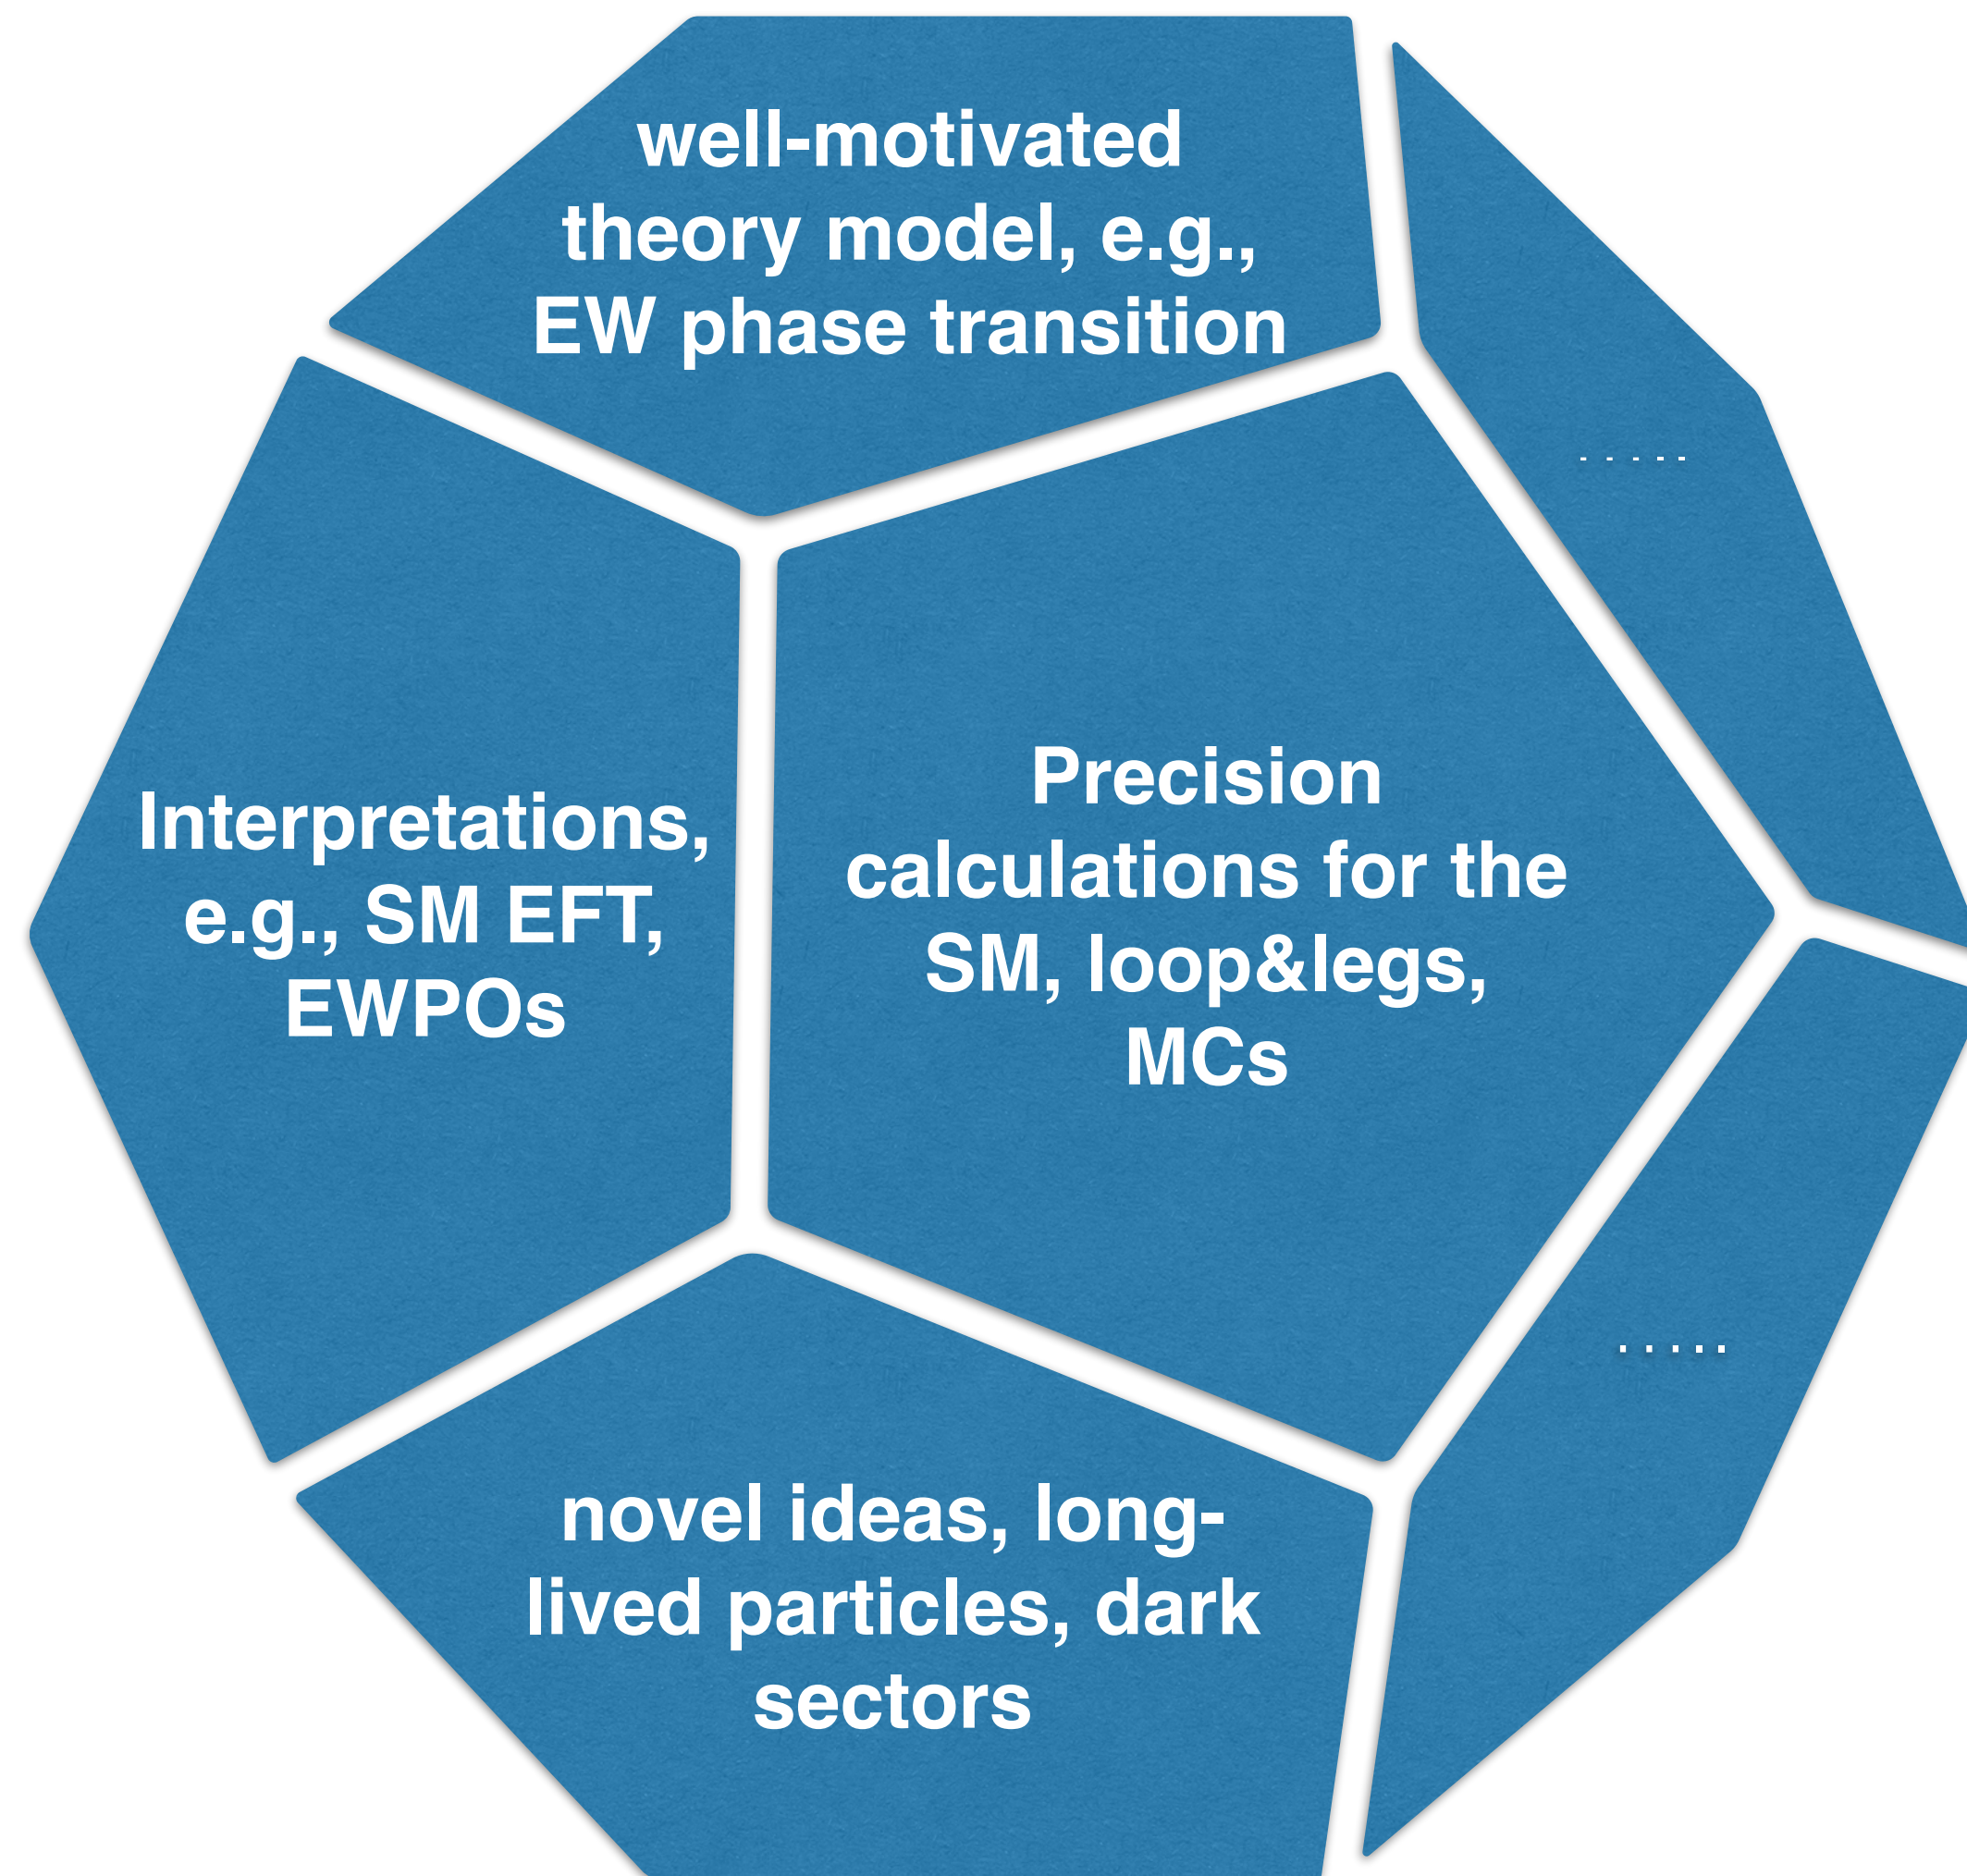 well-motivated
theory model, e.g.,
EW phase transition
.....
Interpretations,
e.g., SM EFT,
EWPOs
Precision
calculations for the
SM, loop&legs,
MCs
.....
novel ideas, long-
lived particles, dark
sectors